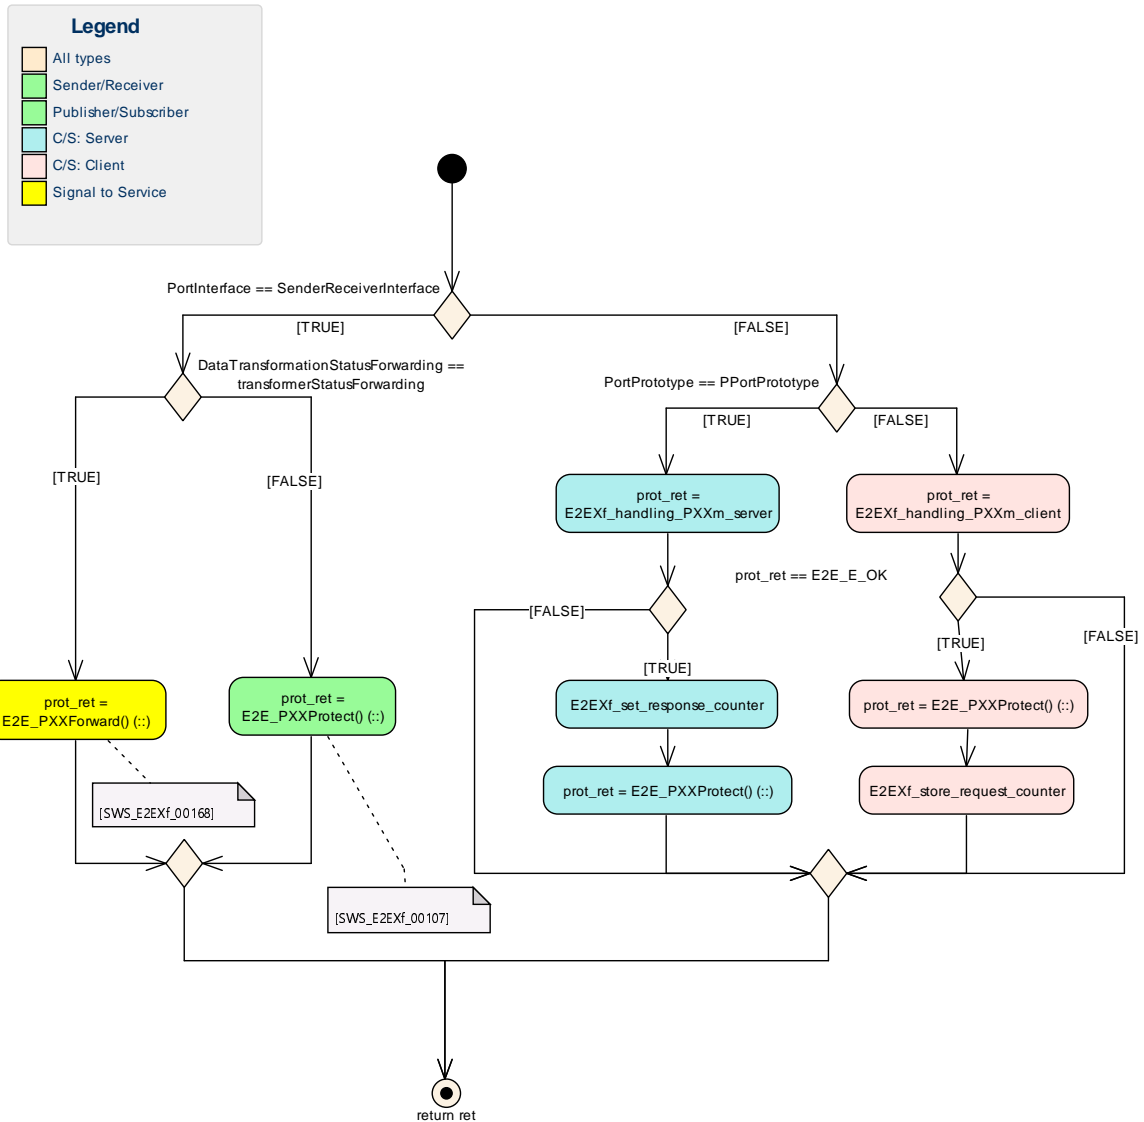 Legend
All types
Sender/Receiver
Publisher/Subscriber
C/S: Server
C/S: Client
Signal to Service
PortInterface == SenderReceiverInterface
[TRUE]
[FALSE]
DataTransformationStatusForwarding ==
transformerStatusForwarding
PortPrototype == PPortPrototype
[TRUE]
[FALSE]
[TRUE]
[FALSE]
prot_ret =
E2EXf_handling_PXXm_server
prot_ret =
E2EXf_handling_PXXm_client
prot_ret == E2E_E_OK
[FALSE]
[TRUE]
[TRUE]
[FALSE]
prot_ret =
E2E_PXXForward() (::)
prot_ret =
E2E_PXXProtect() (::)
E2EXf_set_response_counter
prot_ret = E2E_PXXProtect() (::)
prot_ret = E2E_PXXProtect() (::)
E2EXf_store_request_counter
[SWS_E2EXf_00168]
[SWS_E2EXf_00107]
return ret